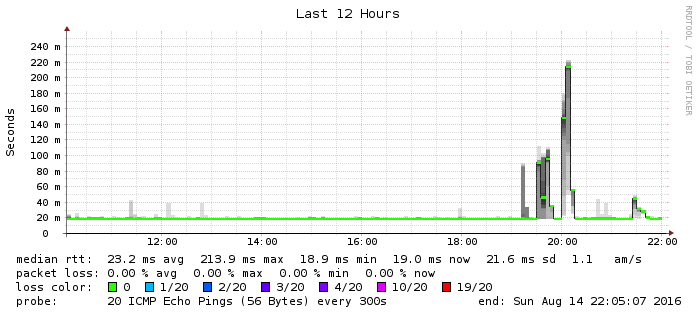 Last 12 Hours
RRDTOOL / TOBI OETIKER
Seconds
240 m
220 m
200 m
180 m
160 m
140 m
120 m
100 m
80 m
60 m
40 m
20 m
0
12:00 14:00 16:00 18:00 20:00 22:00
median rtt: 23.2 ms avg 213.9 ms max 18.9 ms min 19.0 ms now 21.6 ms sd 1.1 am/s
packet loss: 0.00 % avg 0.00 % max 0.00 % min 0.00 % now
loss color: 0 1/20 2/20 3/20 4/20 10/20 19/20
probe: 20 ICMP Echo Pings (56 Bytes) every 300s end: Sun Aug 14 22:05:07 2016